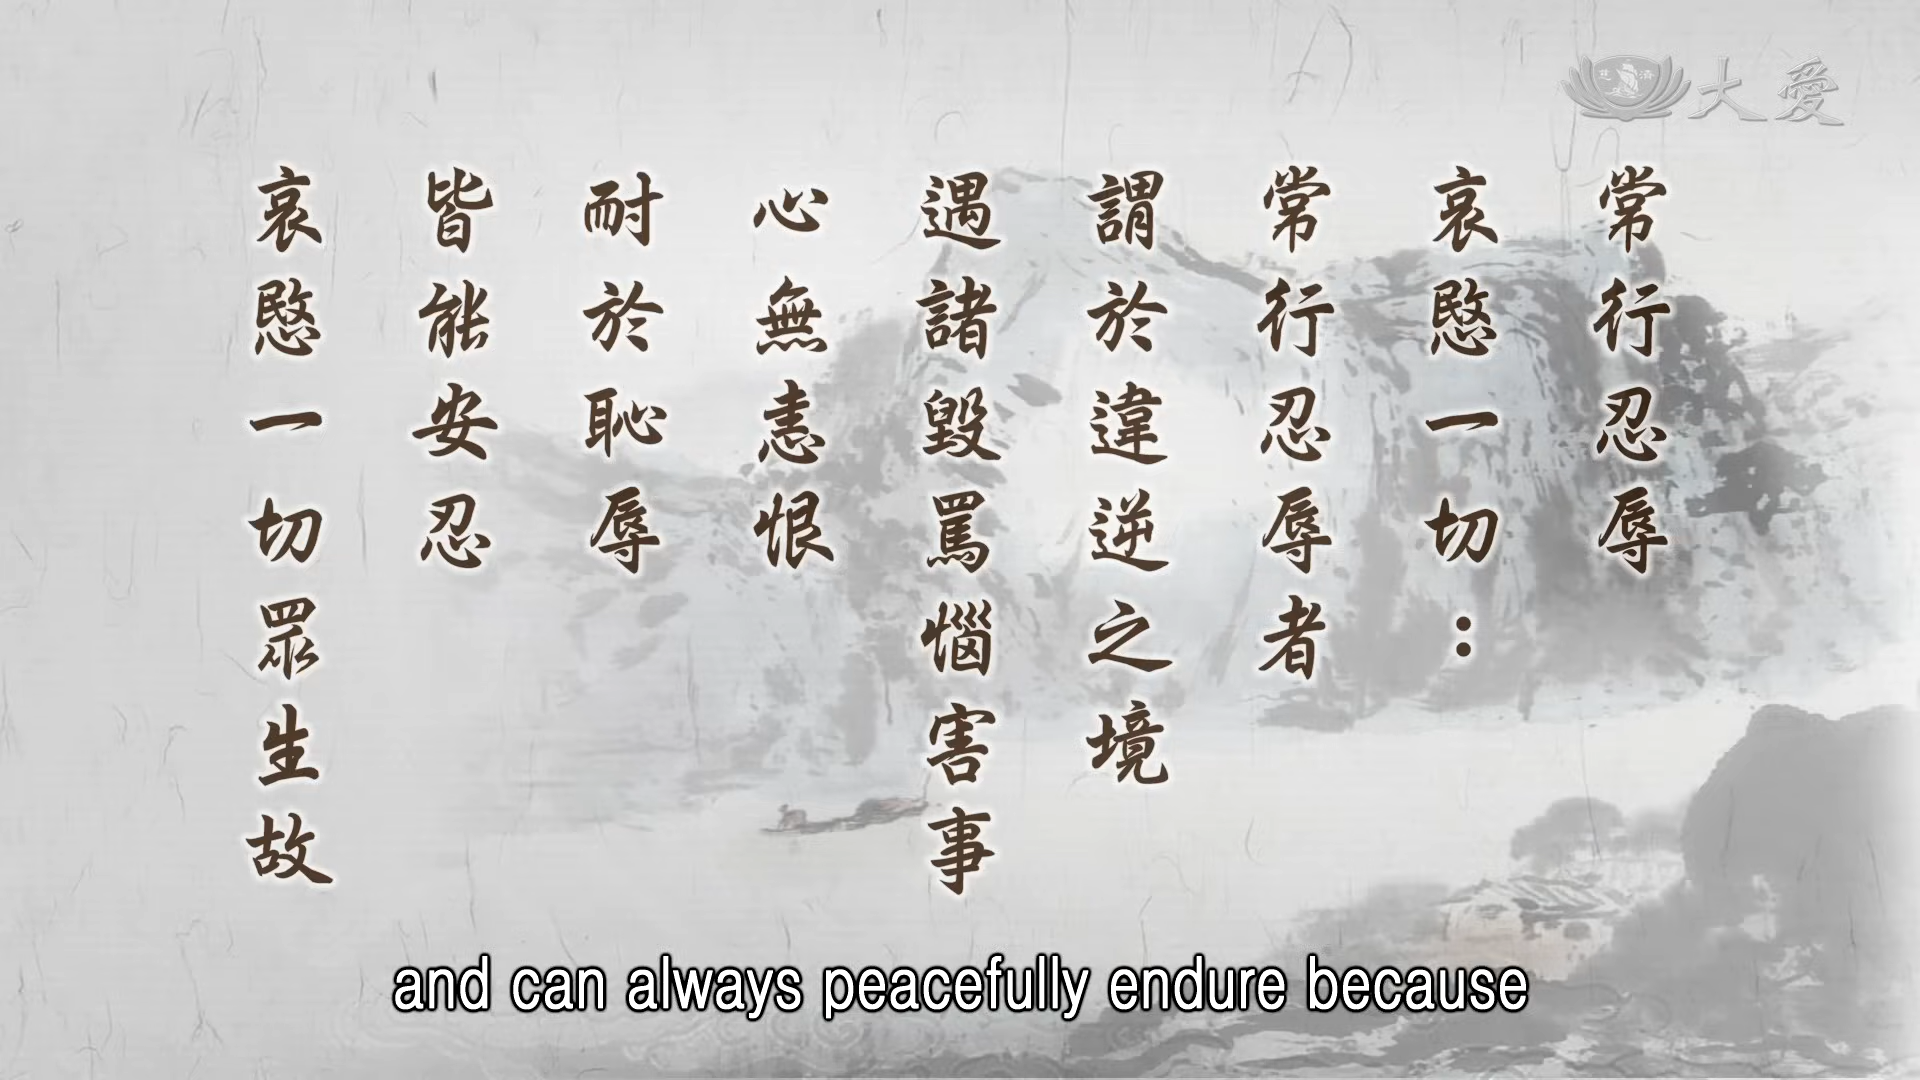 大愛
慈濟
常行忍辱
哀愍一切：
常行忍辱者
謂於違逆之境
遇諸毀罵惱害事
心無恚恨
耐於恥辱
皆能安忍
哀愍一切眾生故
and can always peacefully endure because